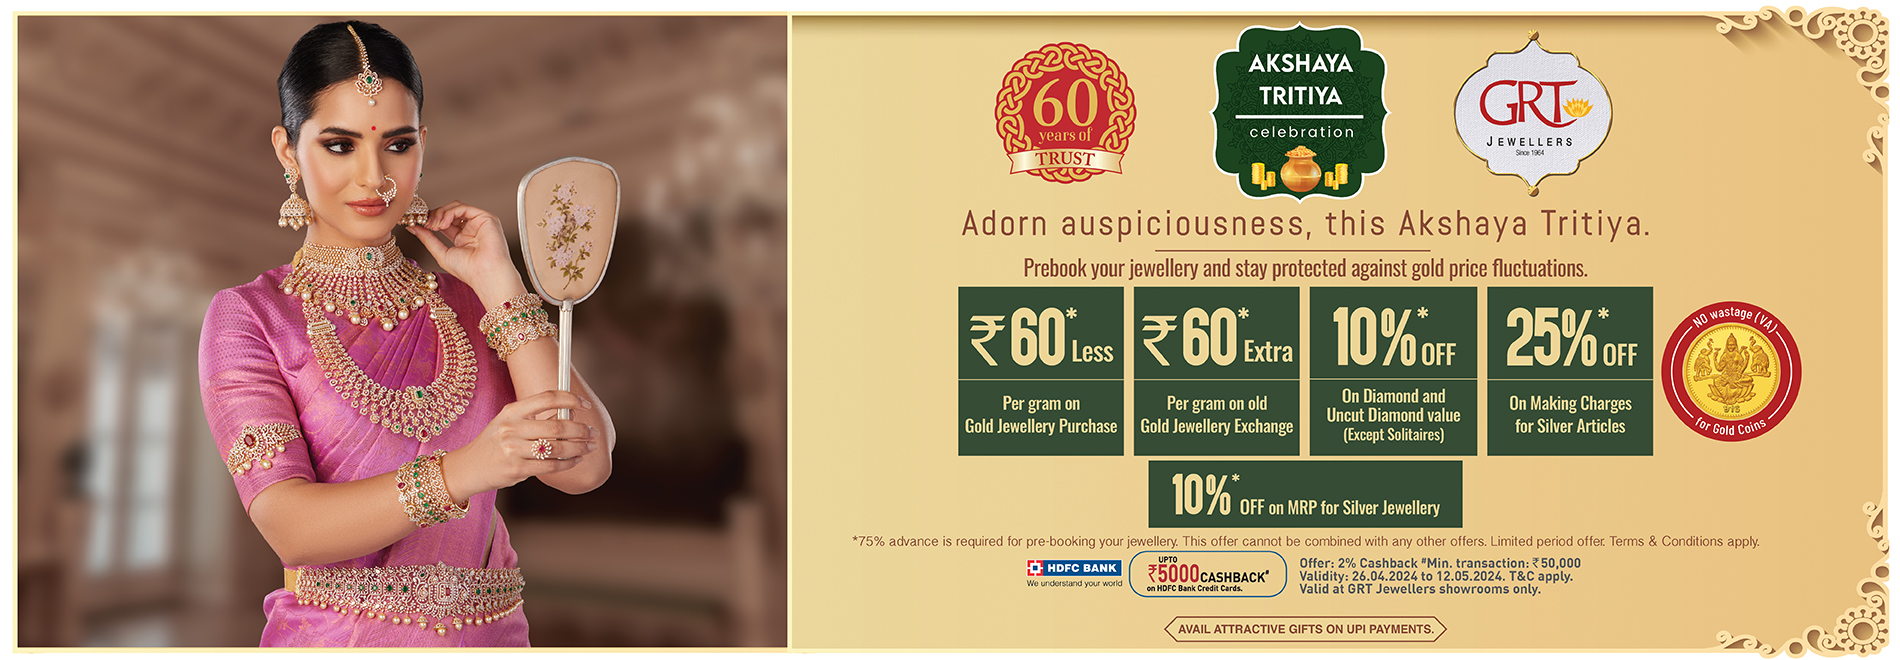 60
years of
TRUST
AKSHAYA
TRITIYA
celebration
GRT
JEWELLERS
Since 1964
Adorn auspiciousness, this Akshaya Tritiya.
Prebook your jewellery and stay protected against gold price fluctuations.
₹60* Less
Per gram on
Gold Jewellery Purchase
₹60* Extra
Per gram on old
Gold Jewellery Exchange
10%* OFF
On Diamond and
Uncut Diamond value
(Except Solitaires)
25%* OFF
On Making Charges
for Silver Articles
NO wastage (VA)
916
for Gold Coins
10%* OFF on MRP for Silver Jewellery
*75% advance is required for pre-booking your jewellery. This offer cannot be combined with any other offers. Limited period offer. Terms & Conditions apply.
HDFC BANK
We understand your world
UPTO
₹5000 CASHBACK#
on HDFC Bank Credit Cards.
Offer: 2% Cashback #Min. transaction: ₹50,000
Validity: 26.04.2024 to 12.05.2024. T&C apply.
Valid at GRT Jewellers showrooms only.
AVAIL ATTRACTIVE GIFTS ON UPI PAYMENTS.